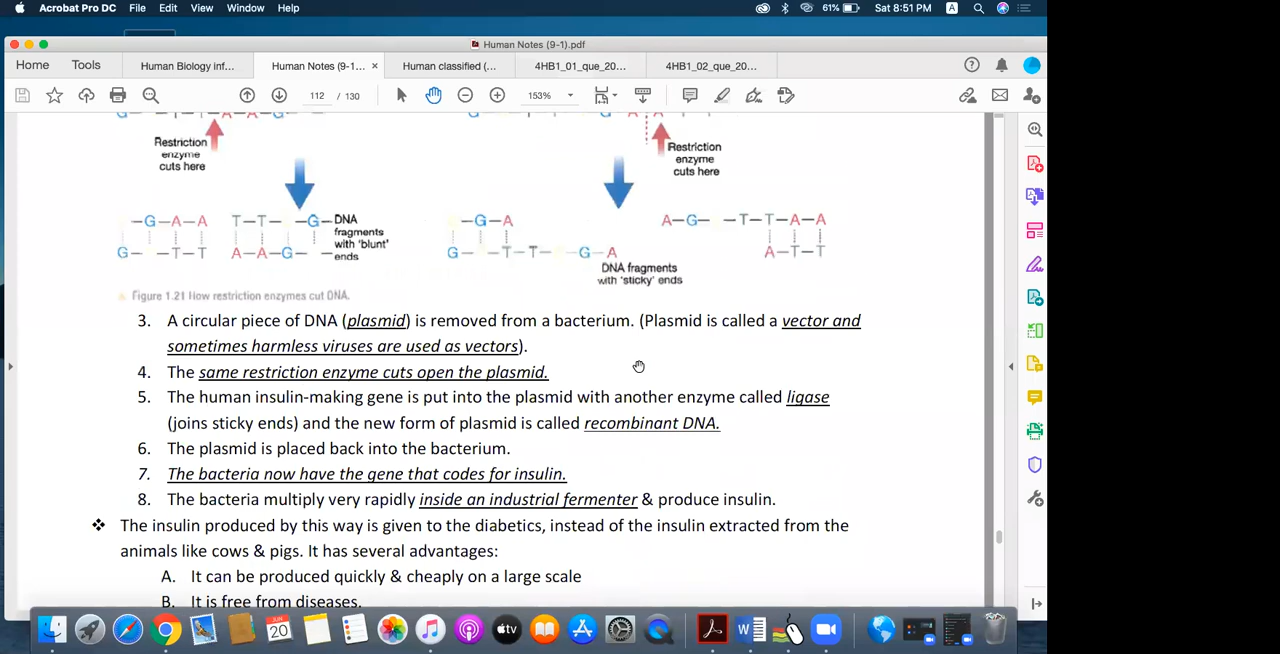 Acrobat Pro DC File Edit View Window Help 61% Sat 8:51 PM A
Human Notes (9-1).pdf
Home Tools Human Biology inf... Human Notes (9-1... × Human classified (... 4HB1_01_que_20... 4HB1_02_que_20...
112 / 130 153%
Restriction
enzyme
cuts here
Restriction
enzyme
cuts here
G—A—A T—T G
G T—T A—A—G
DNA
fragments
with 'blunt'
ends
G—A A—G T—T—A—A
G T—T G—A A—T—T
DNA fragments
with 'sticky' ends
Figure 1.21 How restriction enzymes cut DNA.
3. A circular piece of DNA (plasmid) is removed from a bacterium. (Plasmid is called a vector and
sometimes harmless viruses are used as vectors).
4. The same restriction enzyme cuts open the plasmid.
5. The human insulin-making gene is put into the plasmid with another enzyme called ligase
(joins sticky ends) and the new form of plasmid is called recombinant DNA.
6. The plasmid is placed back into the bacterium.
7. The bacteria now have the gene that codes for insulin.
8. The bacteria multiply very rapidly inside an industrial fermenter & produce insulin.
❖ The insulin produced by this way is given to the diabetics, instead of the insulin extracted from the
animals like cows & pigs. It has several advantages:
A. It can be produced quickly & cheaply on a large scale
B. It is free from diseases.
JUN
20
tv
W